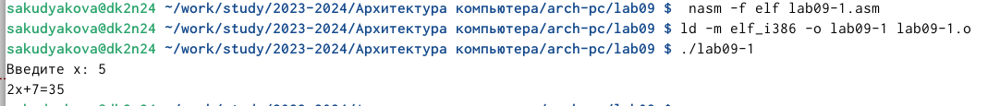 sakudyakova@dk2n24 ~/work/study/2023-2024/Архитектура компьютера/arch-pc/lab09 $  nasm -f elf lab09-1.asm
sakudyakova@dk2n24 ~/work/study/2023-2024/Архитектура компьютера/arch-pc/lab09 $ ld -m elf_i386 -o lab09-1 lab09-1.o
sakudyakova@dk2n24 ~/work/study/2023-2024/Архитектура компьютера/arch-pc/lab09 $ ./lab09-1
Введите x: 5
2x+7=35